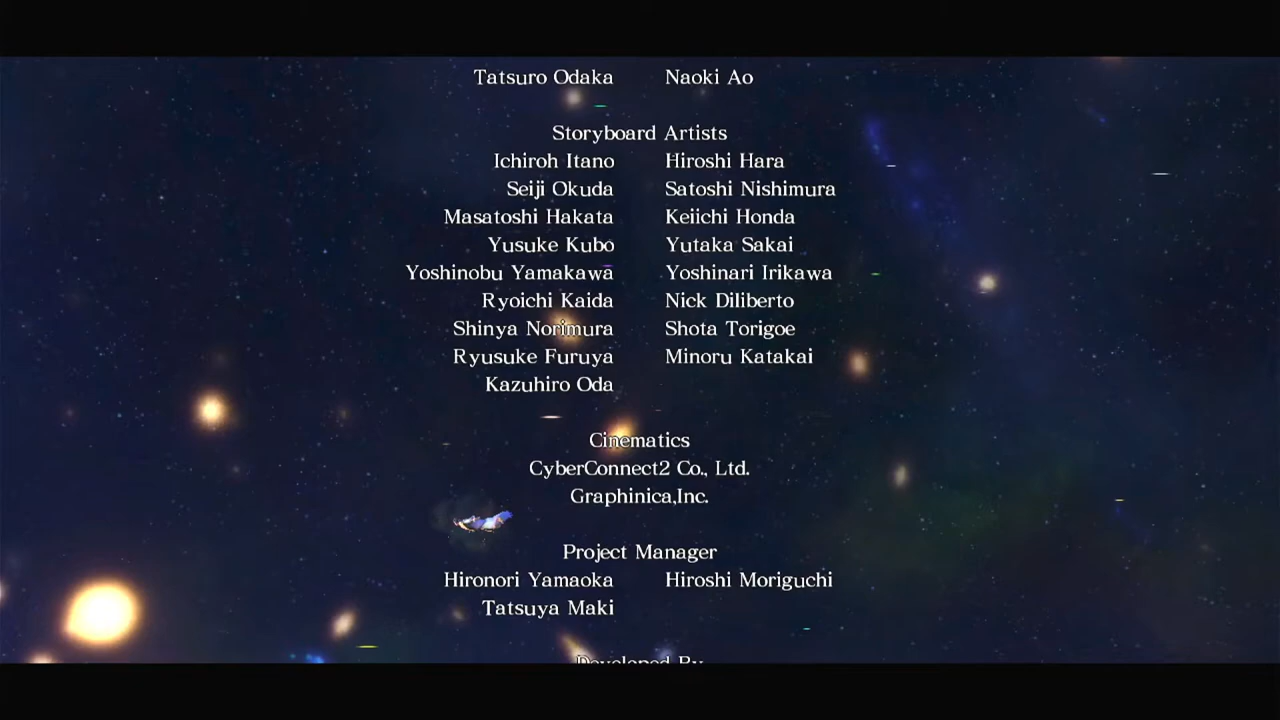 Tatsuro Odaka Naoki Ao
Storyboard Artists
Ichiroh Itano Hiroshi Hara
Seiji Okuda Satoshi Nishimura
Masatoshi Hakata Keiichi Honda
Yusuke Kubo Yutaka Sakai
Yoshinobu Yamakawa Yoshinari Irikawa
Ryoichi Kaida Nick Diliberto
Shinya Norimura Shota Torigoe
Ryusuke Furuya Minoru Katakai
Kazuhiro Oda
Cinematics
CyberConnect2 Co., Ltd.
Graphinica,Inc.
Project Manager
Hironori Yamaoka Hiroshi Moriguchi
Tatsuya Maki
Developed By